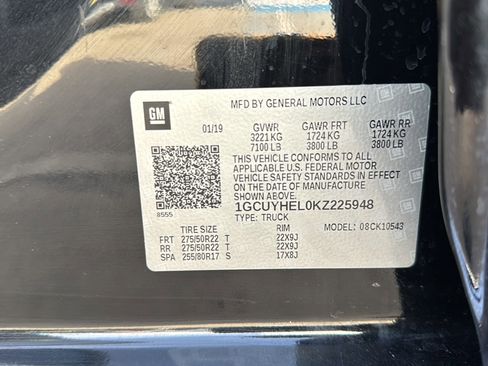 GM
MFD BY GENERAL MOTORS LLC
01/19 GVWR GAWR FRT GAWR RR
3221 KG 1724 KG 1724 KG
7100 LB 3800 LB 3800 LB
THIS VEHICLE CONFORMS TO ALL
APPLICABLE U.S. FEDERAL MOTOR
VEHICLE SAFETY STANDARDS IN EFFECT
ON THE DATE OF MANUFACTURE
SHOWN ABOVE.
1GCUYHEL0KZ225948
TYPE: TRUCK
8555
MODEL: 08CK10543
TIRE SIZE RIM
FRT 275/50R22 T 22X9J
RR 275/50R22 T 22X9J
SPA 255/80R17 S 17X8J